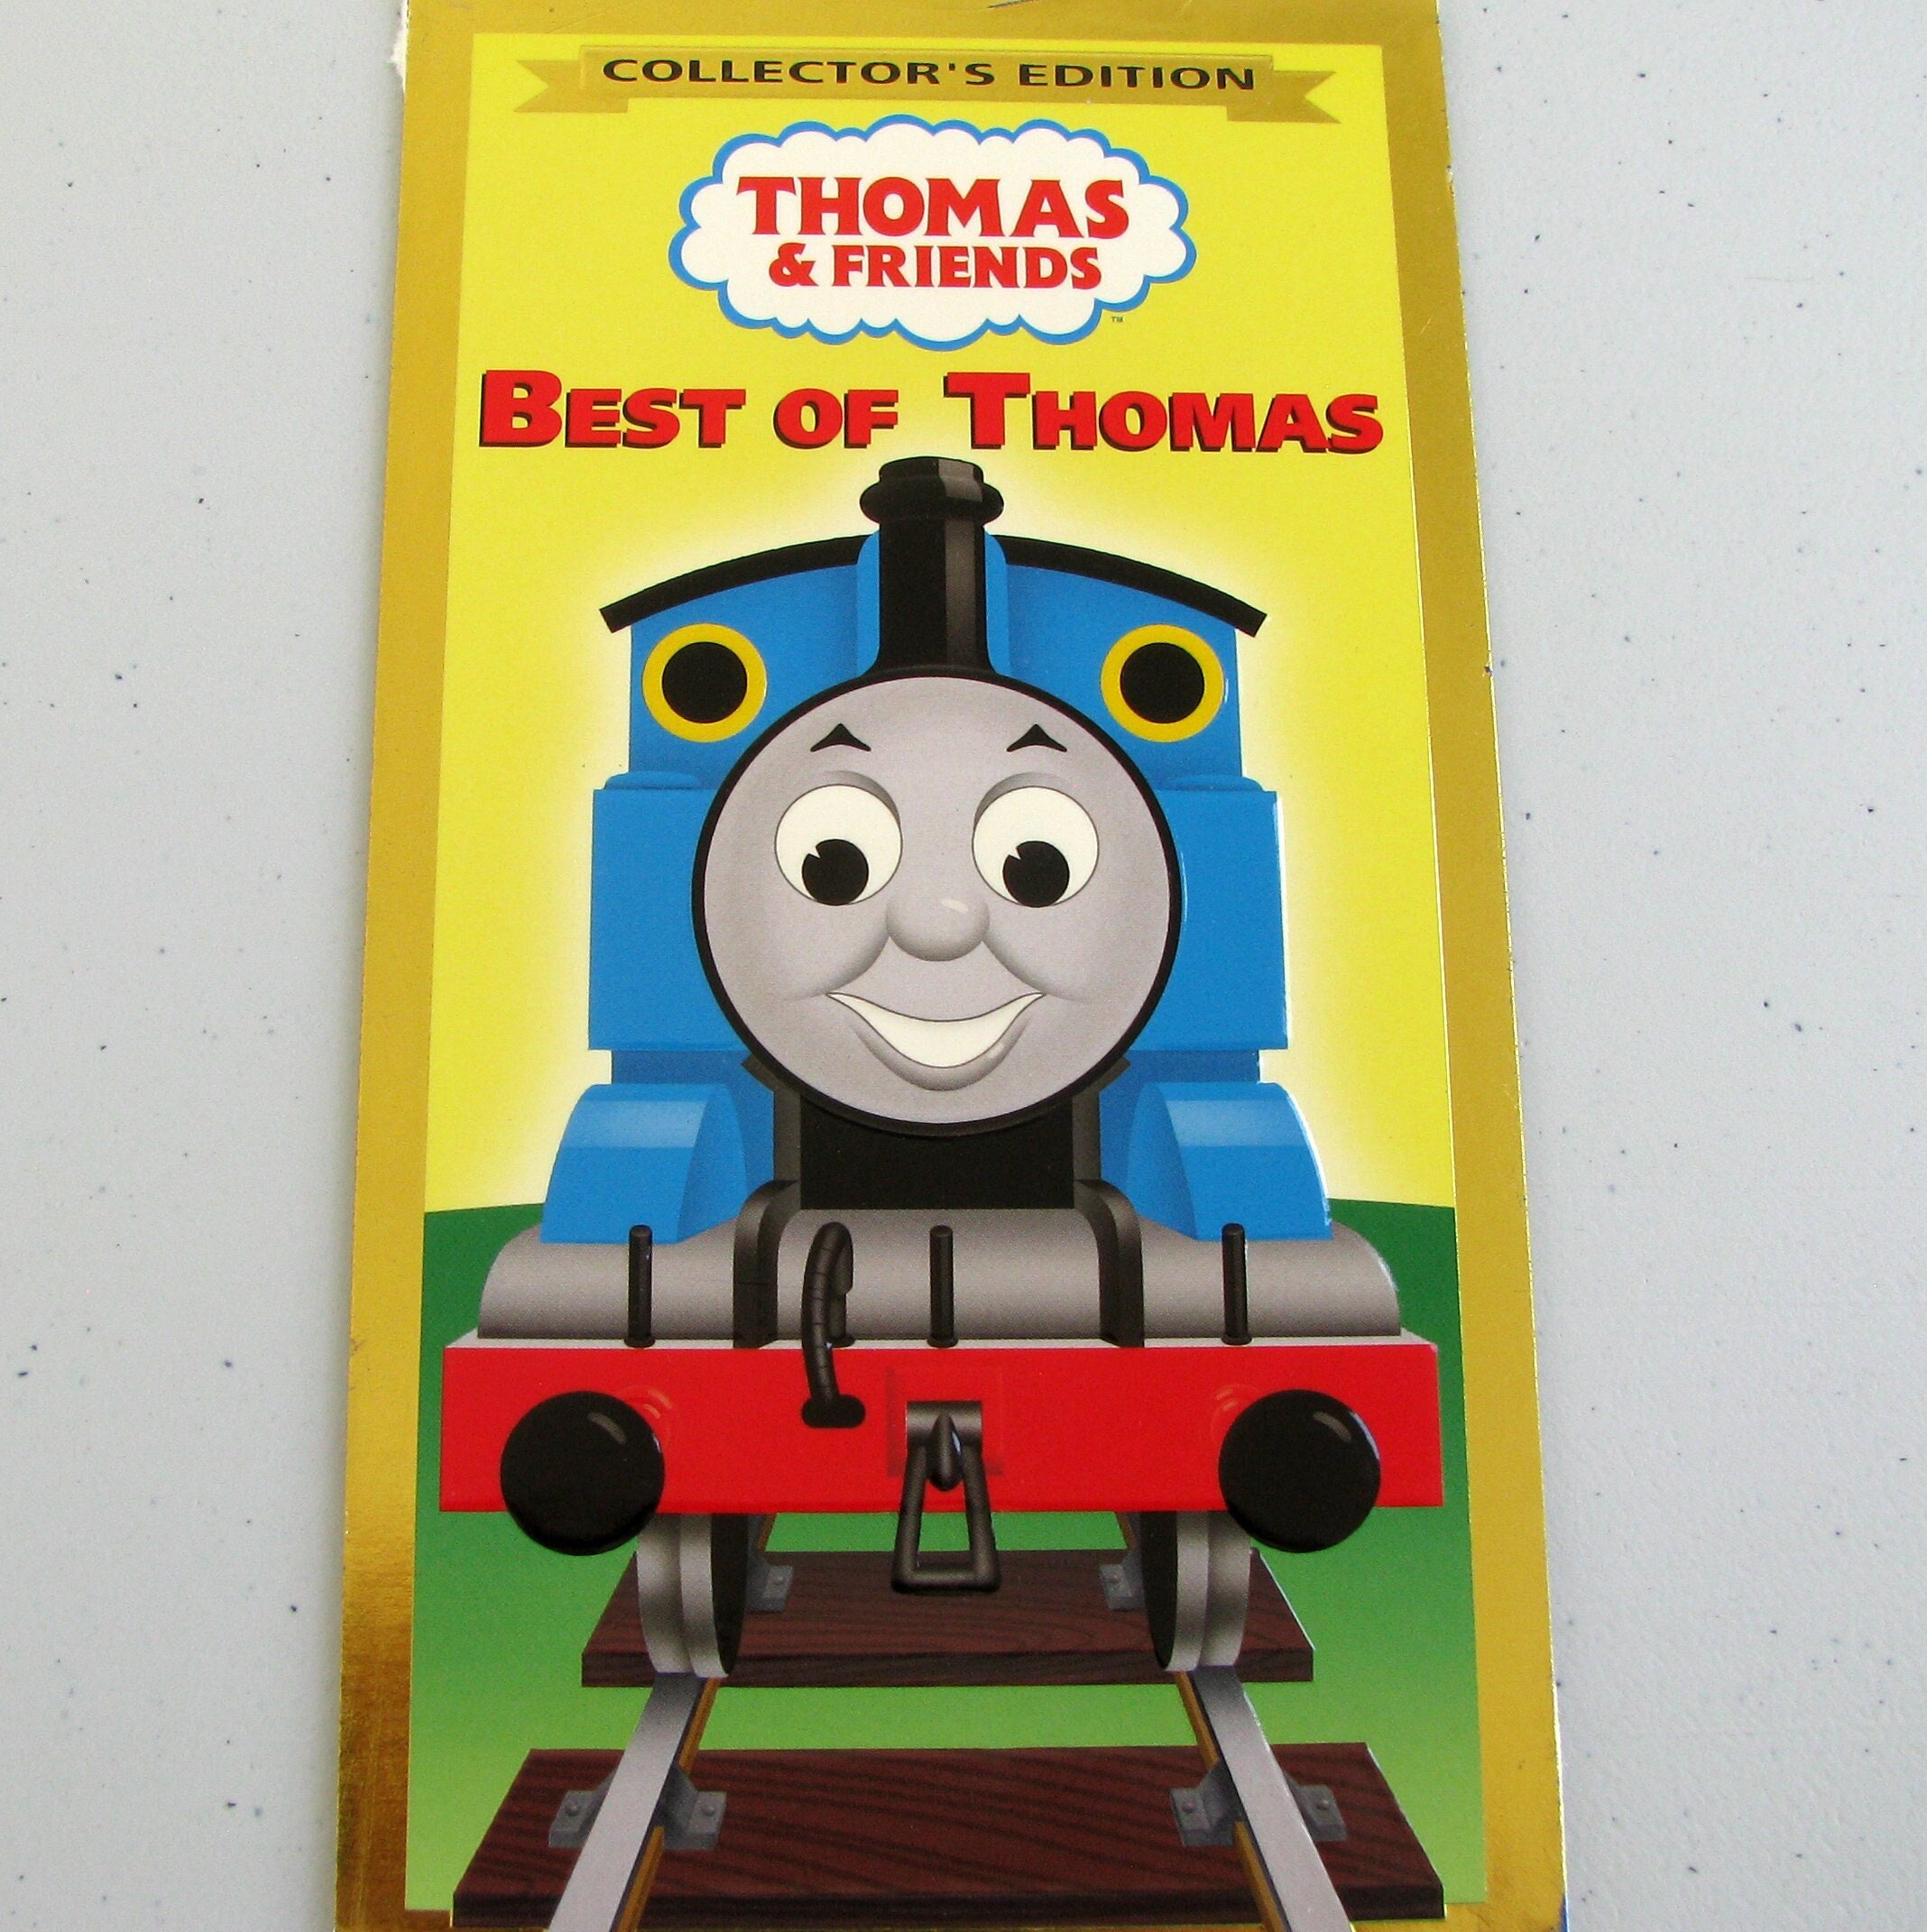 COLLECTOR'S EDITION
THOMAS
& FRIENDS
™
BEST OF THOMAS